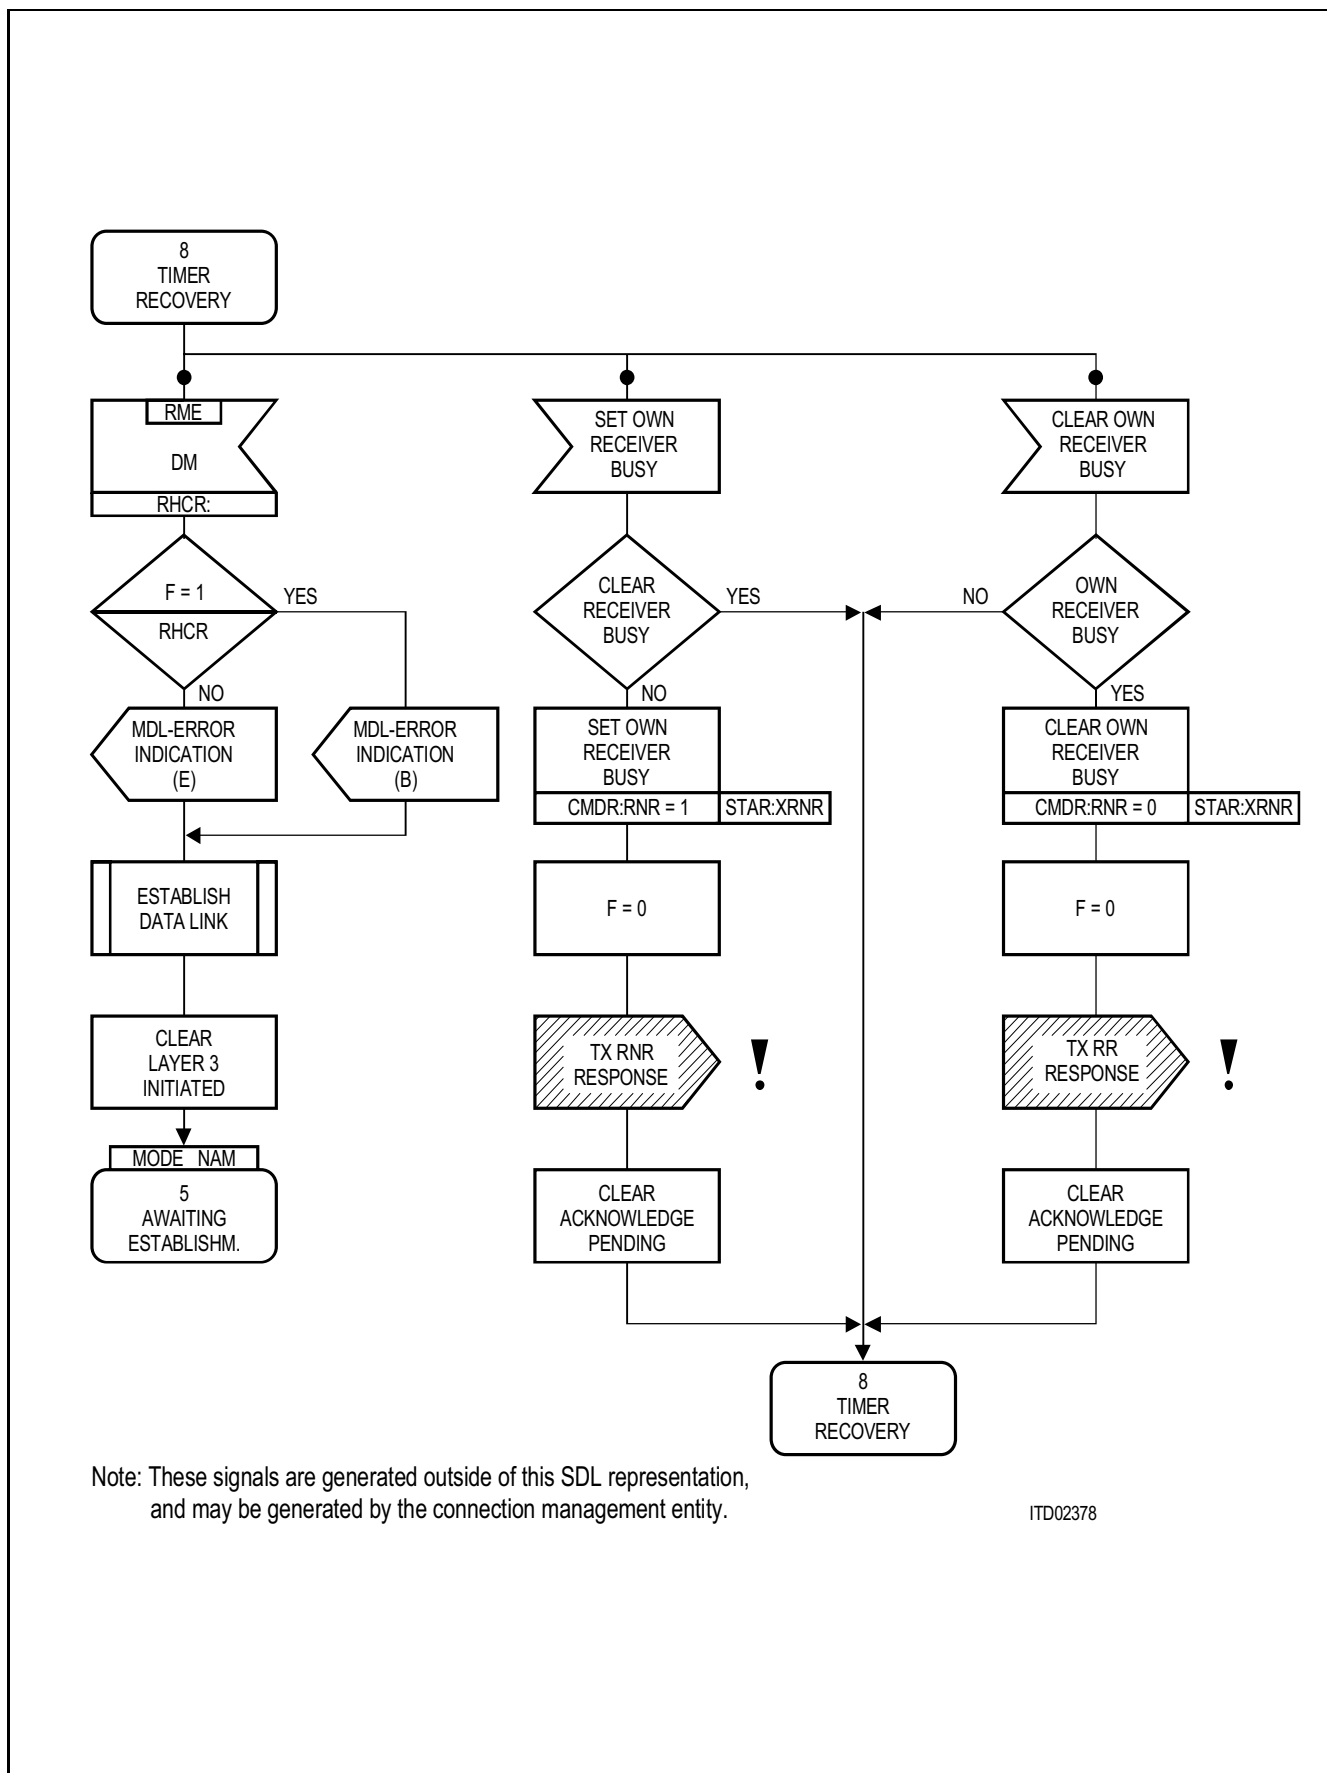 8
TIMER
RECOVERY
RME
DM
RHCR:
SET OWN
RECEIVER
BUSY
CLEAR OWN
RECEIVER
BUSY
F = 1
RHCR
YES
NO
CLEAR
RECEIVER
BUSY
YES
NO
OWN
RECEIVER
BUSY
NO
YES
MDL-ERROR
INDICATION
(E)
MDL-ERROR
INDICATION
(B)
SET OWN
RECEIVER
BUSY
CMDR:RNR = 1 STAR:XRNR
CLEAR OWN
RECEIVER
BUSY
CMDR:RNR = 0 STAR:XRNR
ESTABLISH
DATA LINK
F = 0
F = 0
CLEAR
LAYER 3
INITIATED
TX RNR
RESPONSE
!
TX RR
RESPONSE
!
MODE NAM
5
AWAITING
ESTABLISHM.
CLEAR
ACKNOWLEDGE
PENDING
CLEAR
ACKNOWLEDGE
PENDING
8
TIMER
RECOVERY
Note: These signals are generated outside of this SDL representation,
and may be generated by the connection management entity.
ITD02378